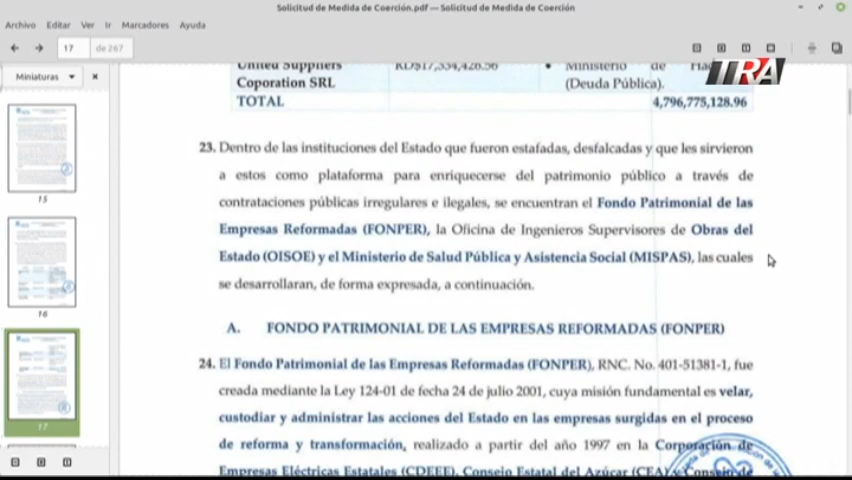 Solicitud de Medida de Coerción.pdf — Solicitud de Medida de Coerción
Archivo Editar Ver Ir Marcadores Ayuda
17 de 267
Miniaturas
15
16
17
TRA
United Suppliers
Coporation SRL
Ministerio de
(Deuda Pública).
TOTAL 4,796,775,128.96
23. Dentro de las instituciones del Estado que fueron estafadas, desfalcadas y que les sirvieron
a estos como plataforma para enriquecerse del patrimonio público a través de
contrataciones públicas irregulares e ilegales, se encuentran el Fondo Patrimonial de las
Empresas Reformadas (FONPER), la Oficina de Ingenieros Supervisores de Obras del
Estado (OISOE) y el Ministerio de Salud Pública y Asistencia Social (MISPAS), las cuales
se desarrollaran, de forma expresada, a continuación.
A. FONDO PATRIMONIAL DE LAS EMPRESAS REFORMADAS (FONPER)
24. El Fondo Patrimonial de las Empresas Reformadas (FONPER), RNC. No. 401-51381-1, fue
creada mediante la Ley 124-01 de fecha 24 de julio 2001, cuya misión fundamental es velar,
custodiar y administrar las acciones del Estado en las empresas surgidas en el proceso
de reforma y transformación, realizado a partir del año 1997 en la Corporación de
Empresas Eléctricas Estatales (CDEEE), Consejo Estatal del Azúcar (CEA) y Consejo de